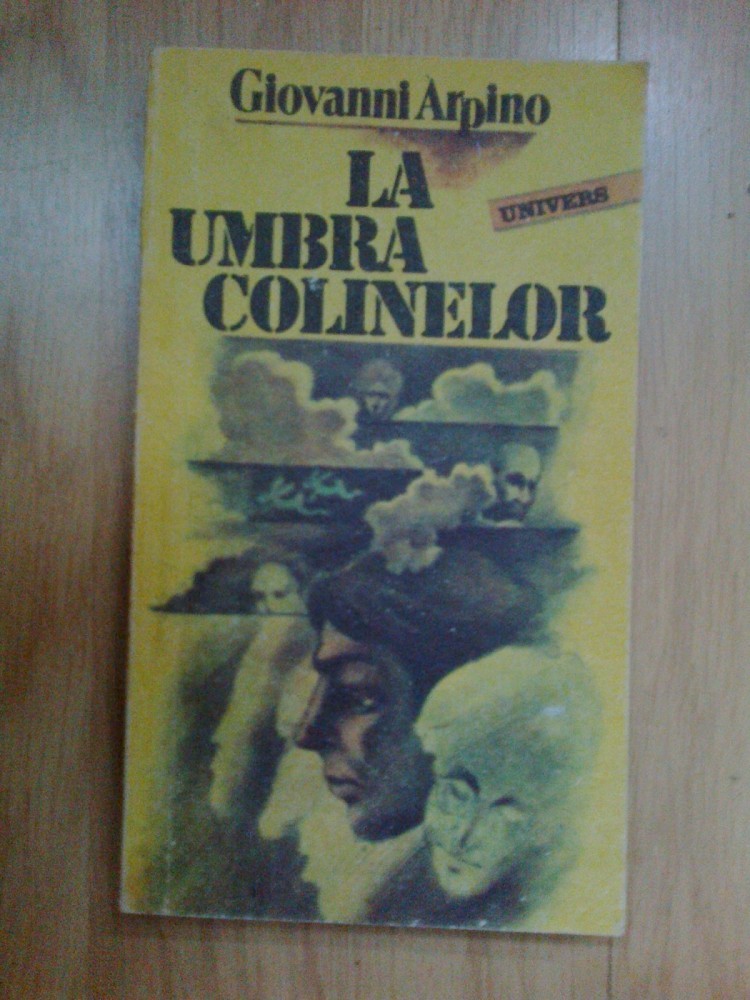 Giovanni Arpino
LA
UMBRA
COLINELOR
UNIVERS